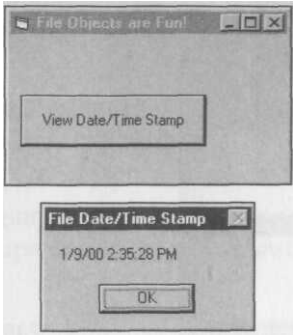 File Objects are Fun!
View Date/Time Stamp
File Date/Time Stamp
1/9/00 2:35:28 PM
OK